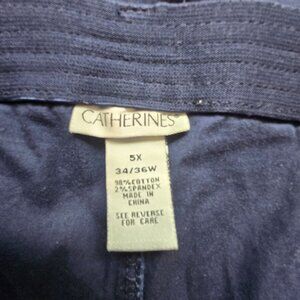 CATHERINES®
5X
34/36W
98%COTTON
2%SPANDEX
MADE IN
CHINA
SEE REVERSE
FOR CARE